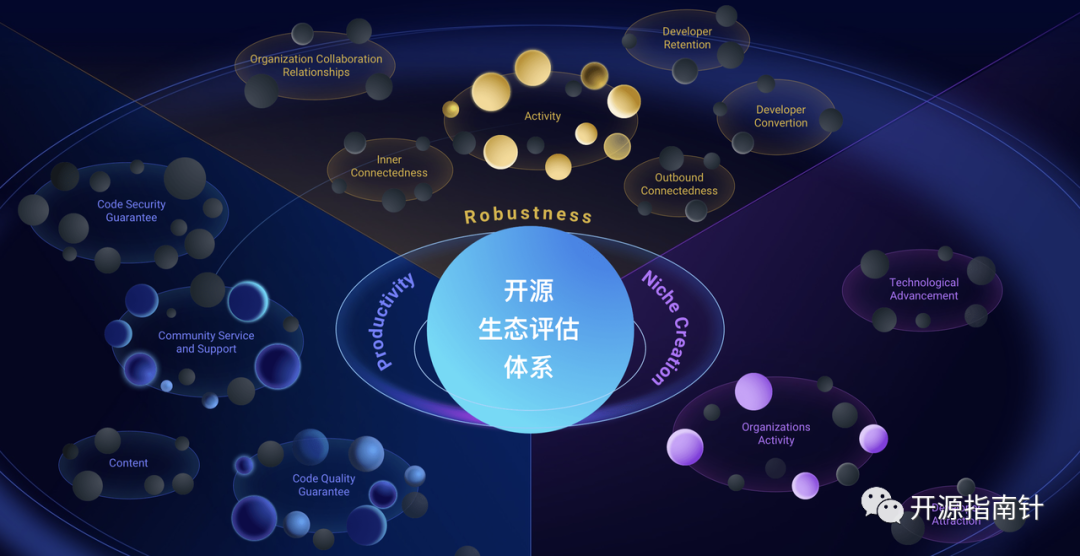 Organization Collaboration
Relationships
Developer
Retention
Activity
Developer
Convertion
Inner
Connectedness
Outbound
Connectedness
Robustness
Code Security
Guarantee
Productivity
开源
生态评估
体系
Niche Creation
Technological
Advancement
Community Service
and Support
Organizations
Activity
Content
Code Quality
Guarantee
开源指南针
Attraction